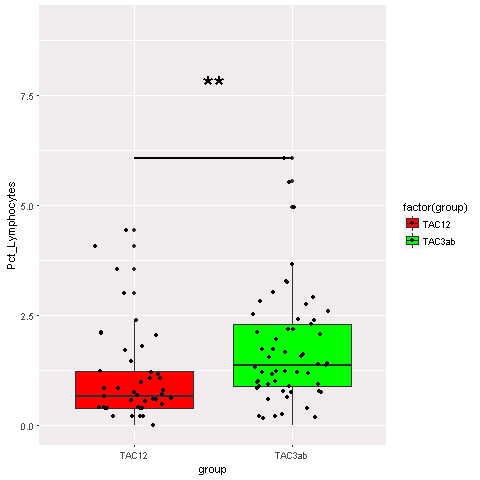 **
7.5
5.0
2.5
0.0
Pct_Lymphocytes
TAC12
TAC3ab
group
factor(group)
TAC12
TAC3ab